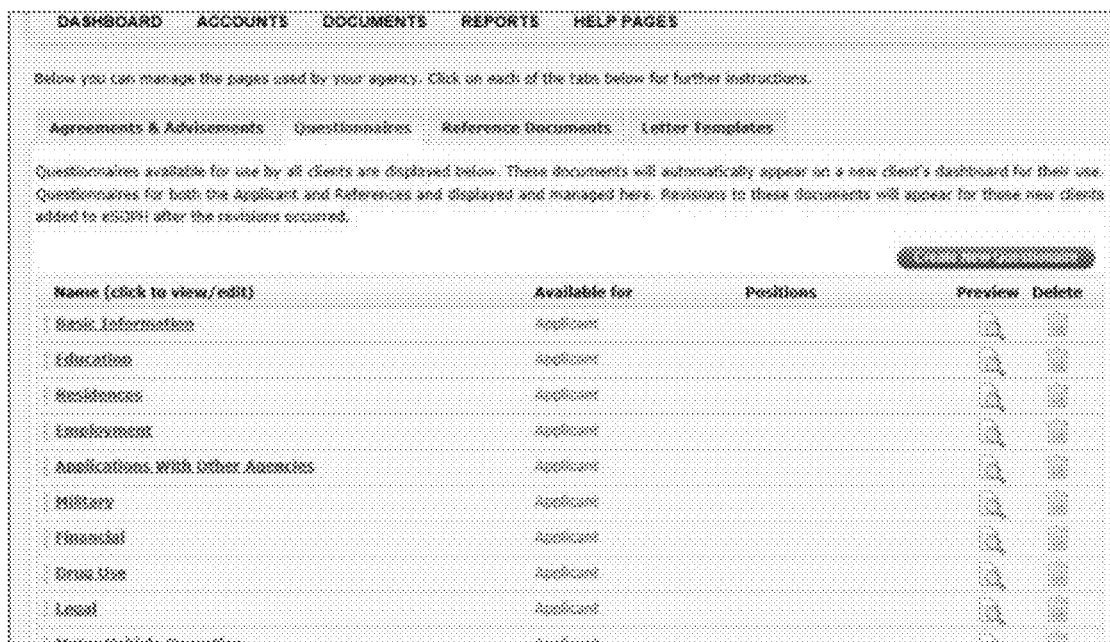 DASHBOARD ACCOUNTS DOCUMENTS REPORTS HELP PAGES
Below you can manage the pages used by your agency. Click on each of the tabs below for further instructions.
Agreements & Advisements Questionnaires Reference Documents Letter Templates
Questionnaires available for use by all clients are displayed below. These documents will automatically appear on a new client's dashboard for their use.
Questionnaires for both the Applicant and References and displayed and managed here. Revisions to these documents will appear for those new clients
added to eSOPH after the revisions occurred.
Name (click to view/edit) Available for Positions Preview Delete
Basic Information Applicant
Education Applicant
Residences Applicant
Employment Applicant
Applications With Other Agencies Applicant
Military Applicant
Financial Applicant
Drug Use Applicant
Legal Applicant